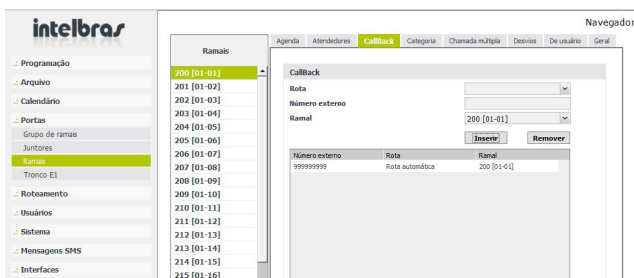 intelbras
Navegador
.: Programação
.: Arquivo
.: Calendário
.: Portas
Grupo de ramais
Juntores
Ramais
Tronco E1
.: Roteamento
.: Usuários
.: Sistema
.: Mensagens SMS
.: Interfaces
Ramais
200 [01-01]
201 [01-02]
202 [01-03]
203 [01-04]
204 [01-05]
205 [01-06]
206 [01-07]
207 [01-08]
208 [01-09]
209 [01-10]
210 [01-11]
211 [01-12]
212 [01-13]
213 [01-14]
214 [01-15]
215 [01-16]
Agenda Atendedores CallBack Categoria Chamada múltipla Desvios De usuário Geral
CallBack
Rota
Número externo
Ramal 200 [01-01]
Inserir Remover
Número externo Rota Ramal
999999999 Rota automática 200 [01-01]